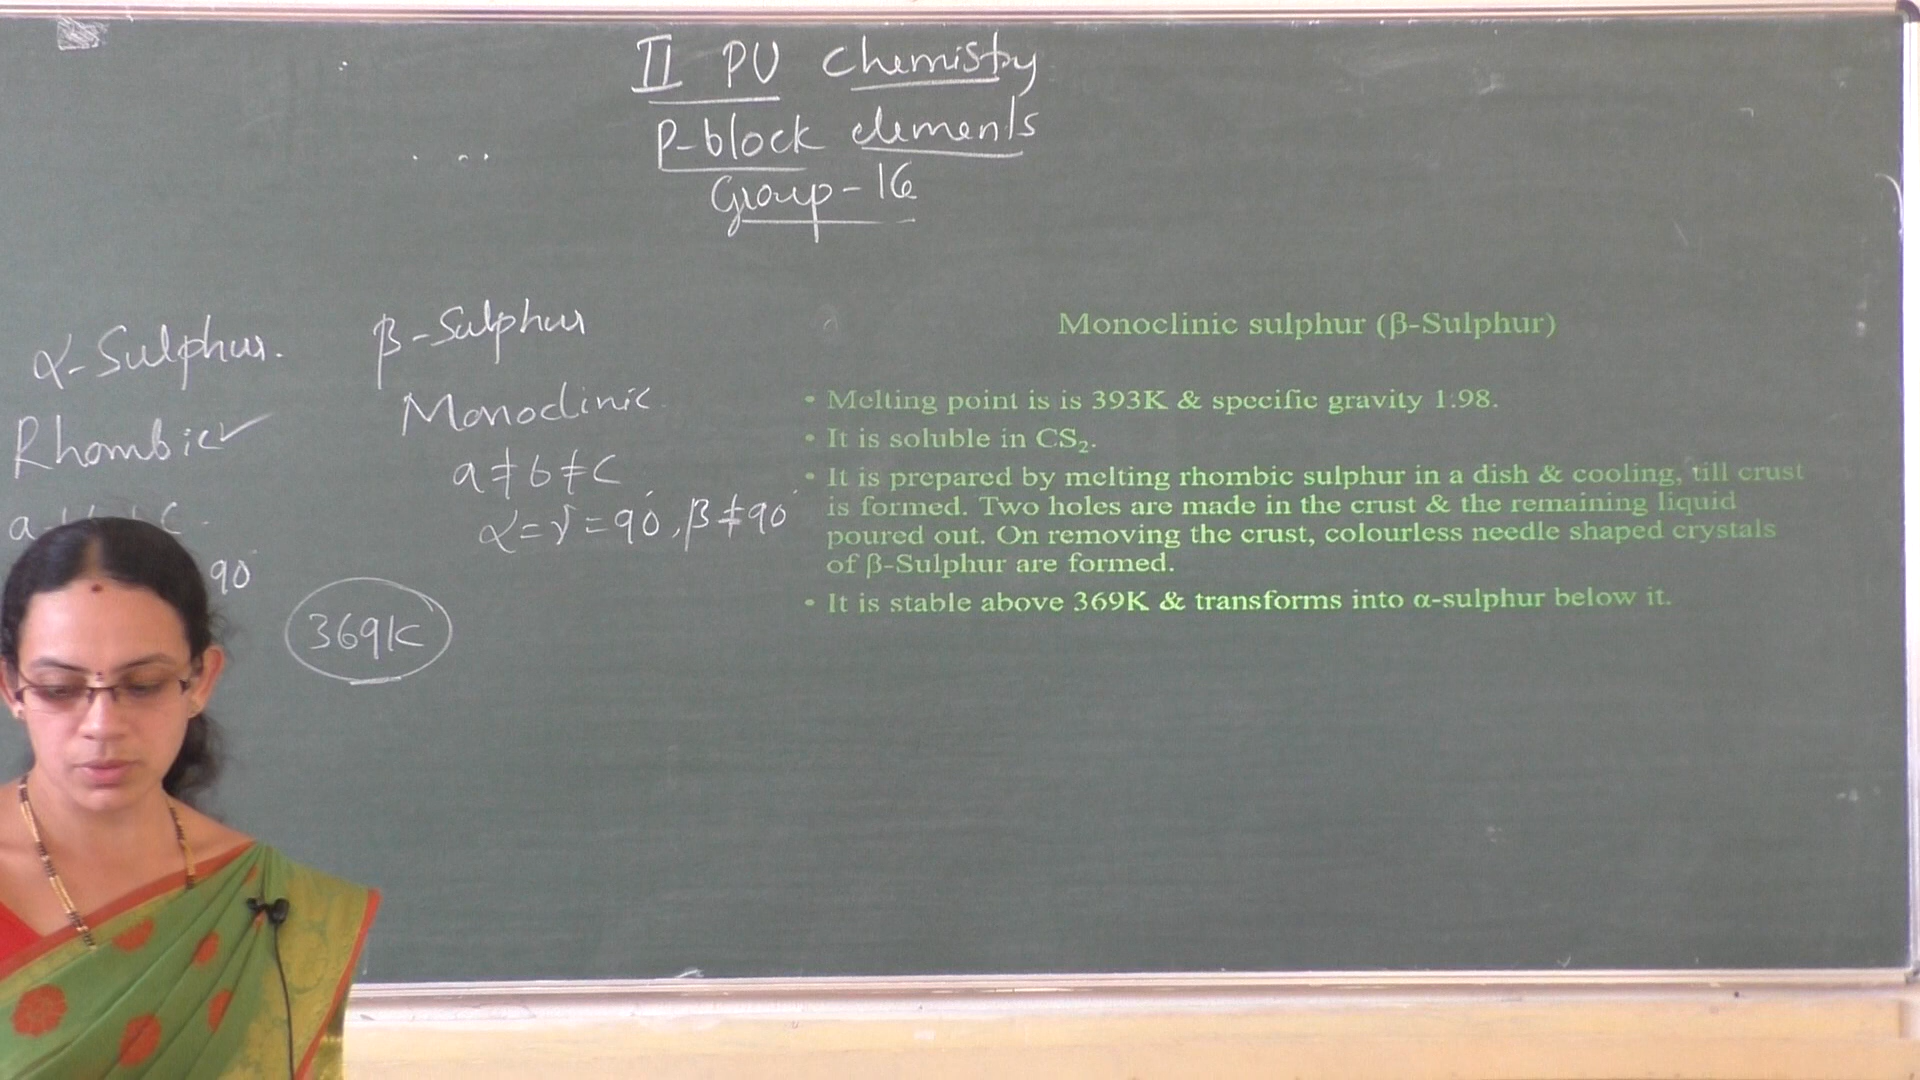 II PU Chemistry
P-block elements
Group-16
α-Sulphur.
Rhombic
90°
β-Sulphur
Monoclinic
a ≠ b ≠ c
α = γ = 90°, β ≠ 90°
369K
Monoclinic sulphur (β-Sulphur)
• Melting point is is 393K & specific gravity 1.98.
• It is soluble in CS₂.
• It is prepared by melting rhombic sulphur in a dish & cooling, till crust
is formed. Two holes are made in the crust & the remaining liquid
poured out. On removing the crust, colourless needle shaped crystals
of β-Sulphur are formed.
• It is stable above 369K & transforms into α-sulphur below it.